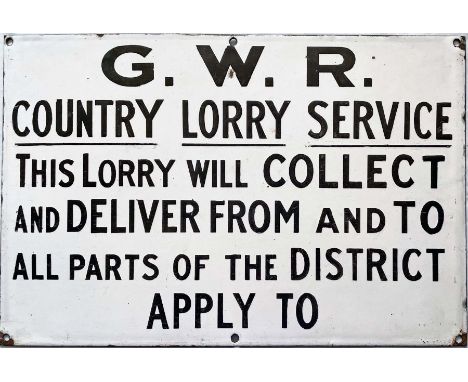 G. W. R.
COUNTRY LORRY SERVICE
THIS LORRY WILL COLLECT
AND DELIVER FROM AND TO
ALL PARTS OF THE DISTRICT
APPLY TO